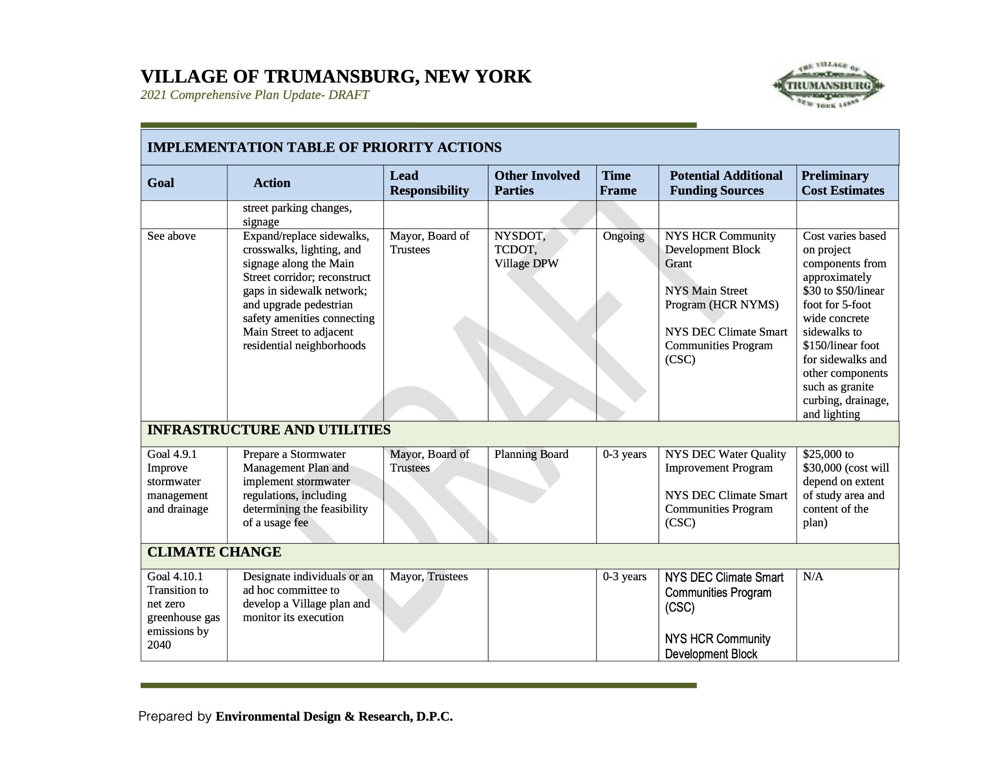 VILLAGE OF TRUMANSBURG, NEW YORK
2021 Comprehensive Plan Update- DRAFT
THE VILLAGE OF
TRUMANSBURG
NEW YORK 14886
IMPLEMENTATION TABLE OF PRIORITY ACTIONS
Goal
Action
Lead
Responsibility
Other Involved
Parties
Time
Frame
Potential Additional
Funding Sources
Preliminary
Cost Estimates
street parking changes,
signage
See above
Expand/replace sidewalks,
crosswalks, lighting, and
signage along the Main
Street corridor; reconstruct
gaps in sidewalk network;
and upgrade pedestrian
safety amenities connecting
Main Street to adjacent
residential neighborhoods
Mayor, Board of
Trustees
NYSDOT,
TCDOT,
Village DPW
Ongoing
NYS HCR Community
Development Block
Grant
NYS Main Street
Program (HCR NYMS)
NYS DEC Climate Smart
Communities Program
(CSC)
Cost varies based
on project
components from
approximately
$30 to $50/linear
foot for 5-foot
wide concrete
sidewalks to
$150/linear foot
for sidewalks and
other components
such as granite
curbing, drainage,
and lighting
INFRASTRUCTURE AND UTILITIES
Goal 4.9.1
Improve
stormwater
management
and drainage
Prepare a Stormwater
Management Plan and
implement stormwater
regulations, including
determining the feasibility
of a usage fee
Mayor, Board of
Trustees
Planning Board
0-3 years
NYS DEC Water Quality
Improvement Program
NYS DEC Climate Smart
Communities Program
(CSC)
$25,000 to
$30,000 (cost will
depend on extent
of study area and
content of the
plan)
CLIMATE CHANGE
Goal 4.10.1
Transition to
net zero
greenhouse gas
emissions by
2040
Designate individuals or an
ad hoc committee to
develop a Village plan and
monitor its execution
Mayor, Trustees
0-3 years
NYS DEC Climate Smart
Communities Program
(CSC)
NYS HCR Community
Development Block
N/A
DRAFT
Prepared by Environmental Design & Research, D.P.C.